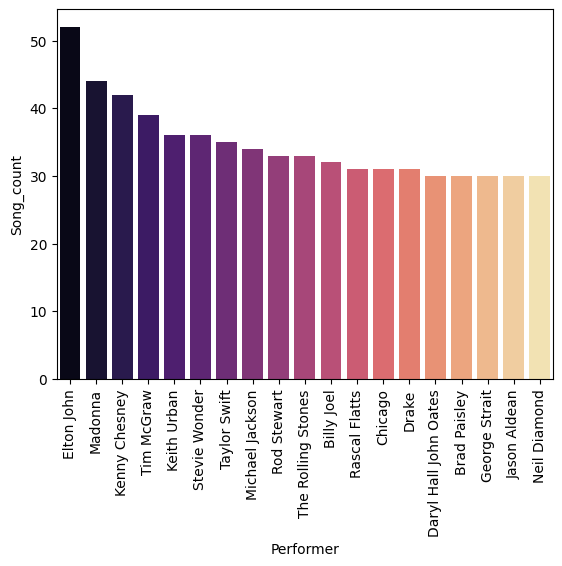 50
40
30
20
10
0
Song_count
Elton John
Madonna
Kenny Chesney
Tim McGraw
Keith Urban
Stevie Wonder
Taylor Swift
Michael Jackson
Rod Stewart
The Rolling Stones
Billy Joel
Rascal Flatts
Chicago
Drake
Daryl Hall John Oates
Brad Paisley
George Strait
Jason Aldean
Neil Diamond
Performer